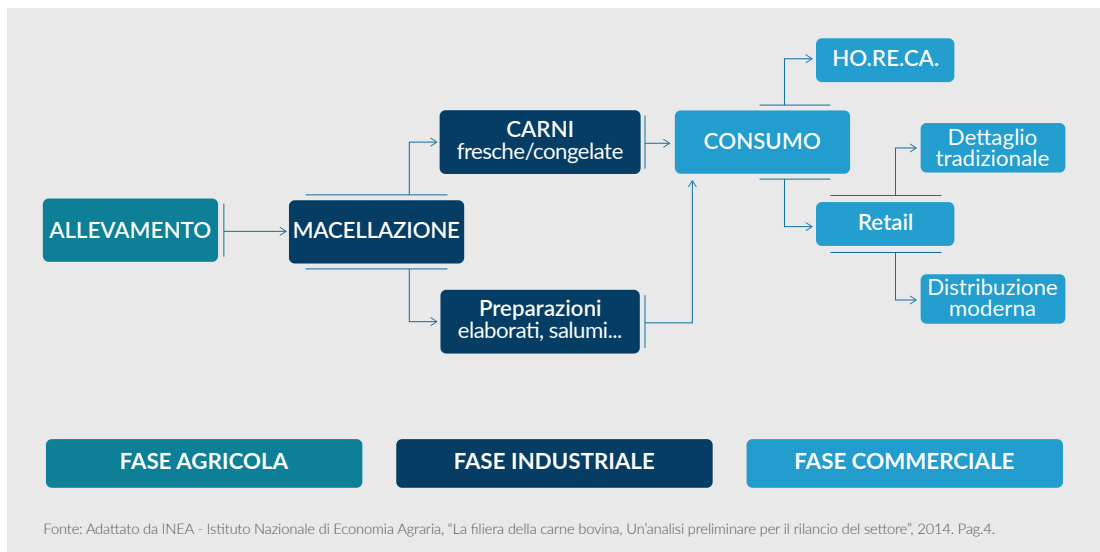 HO.RE.CA.
CARNI
fresche/congelate
CONSUMO
Dettaglio
tradizionale
ALLEVAMENTO
MACELLAZIONE
Retail
Preparazioni
elaborati, salumi...
Distribuzione
moderna
FASE AGRICOLA
FASE INDUSTRIALE
FASE COMMERCIALE
Fonte: Adattato da INEA - Istituto Nazionale di Economia Agraria, “La filiera della carne bovina, Un’analisi preliminare per il rilancio del settore”, 2014. Pag.4.